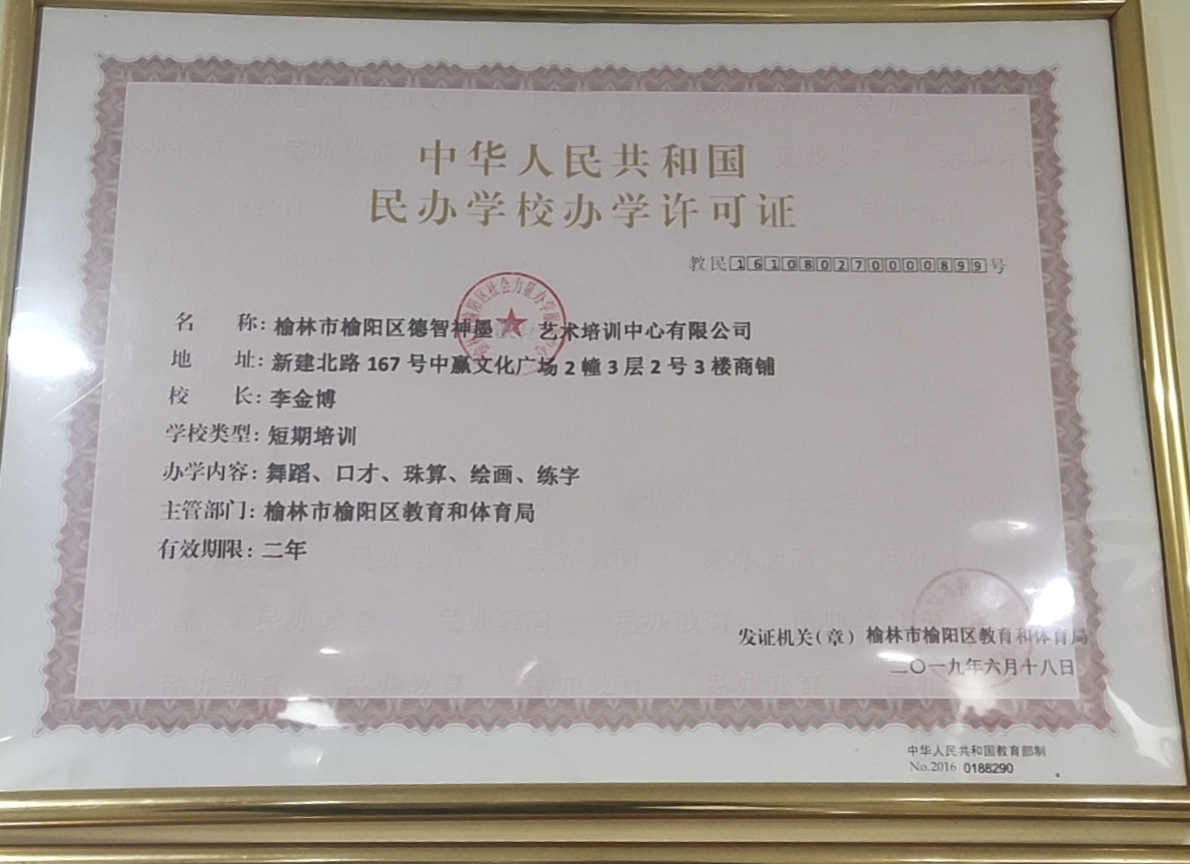 中华人民共和国
民办学校办学许可证
教民161080270000899号
名 称：榆林市榆阳区德智神墨 艺术培训中心有限公司
地 址：新建北路 167 号中赢文化广场 2 幢 3 层 2 号 3 楼商铺
校 长：李金博
学校类型：短期培训
办学内容：舞蹈、口才、珠算、绘画、练字
主管部门：榆林市榆阳区教育和体育局
有效期限：二年
发证机关（章）榆林市榆阳区教育和体育局
二〇一九年六月十八日
中华人民共和国教育部制
No.2016 0188290